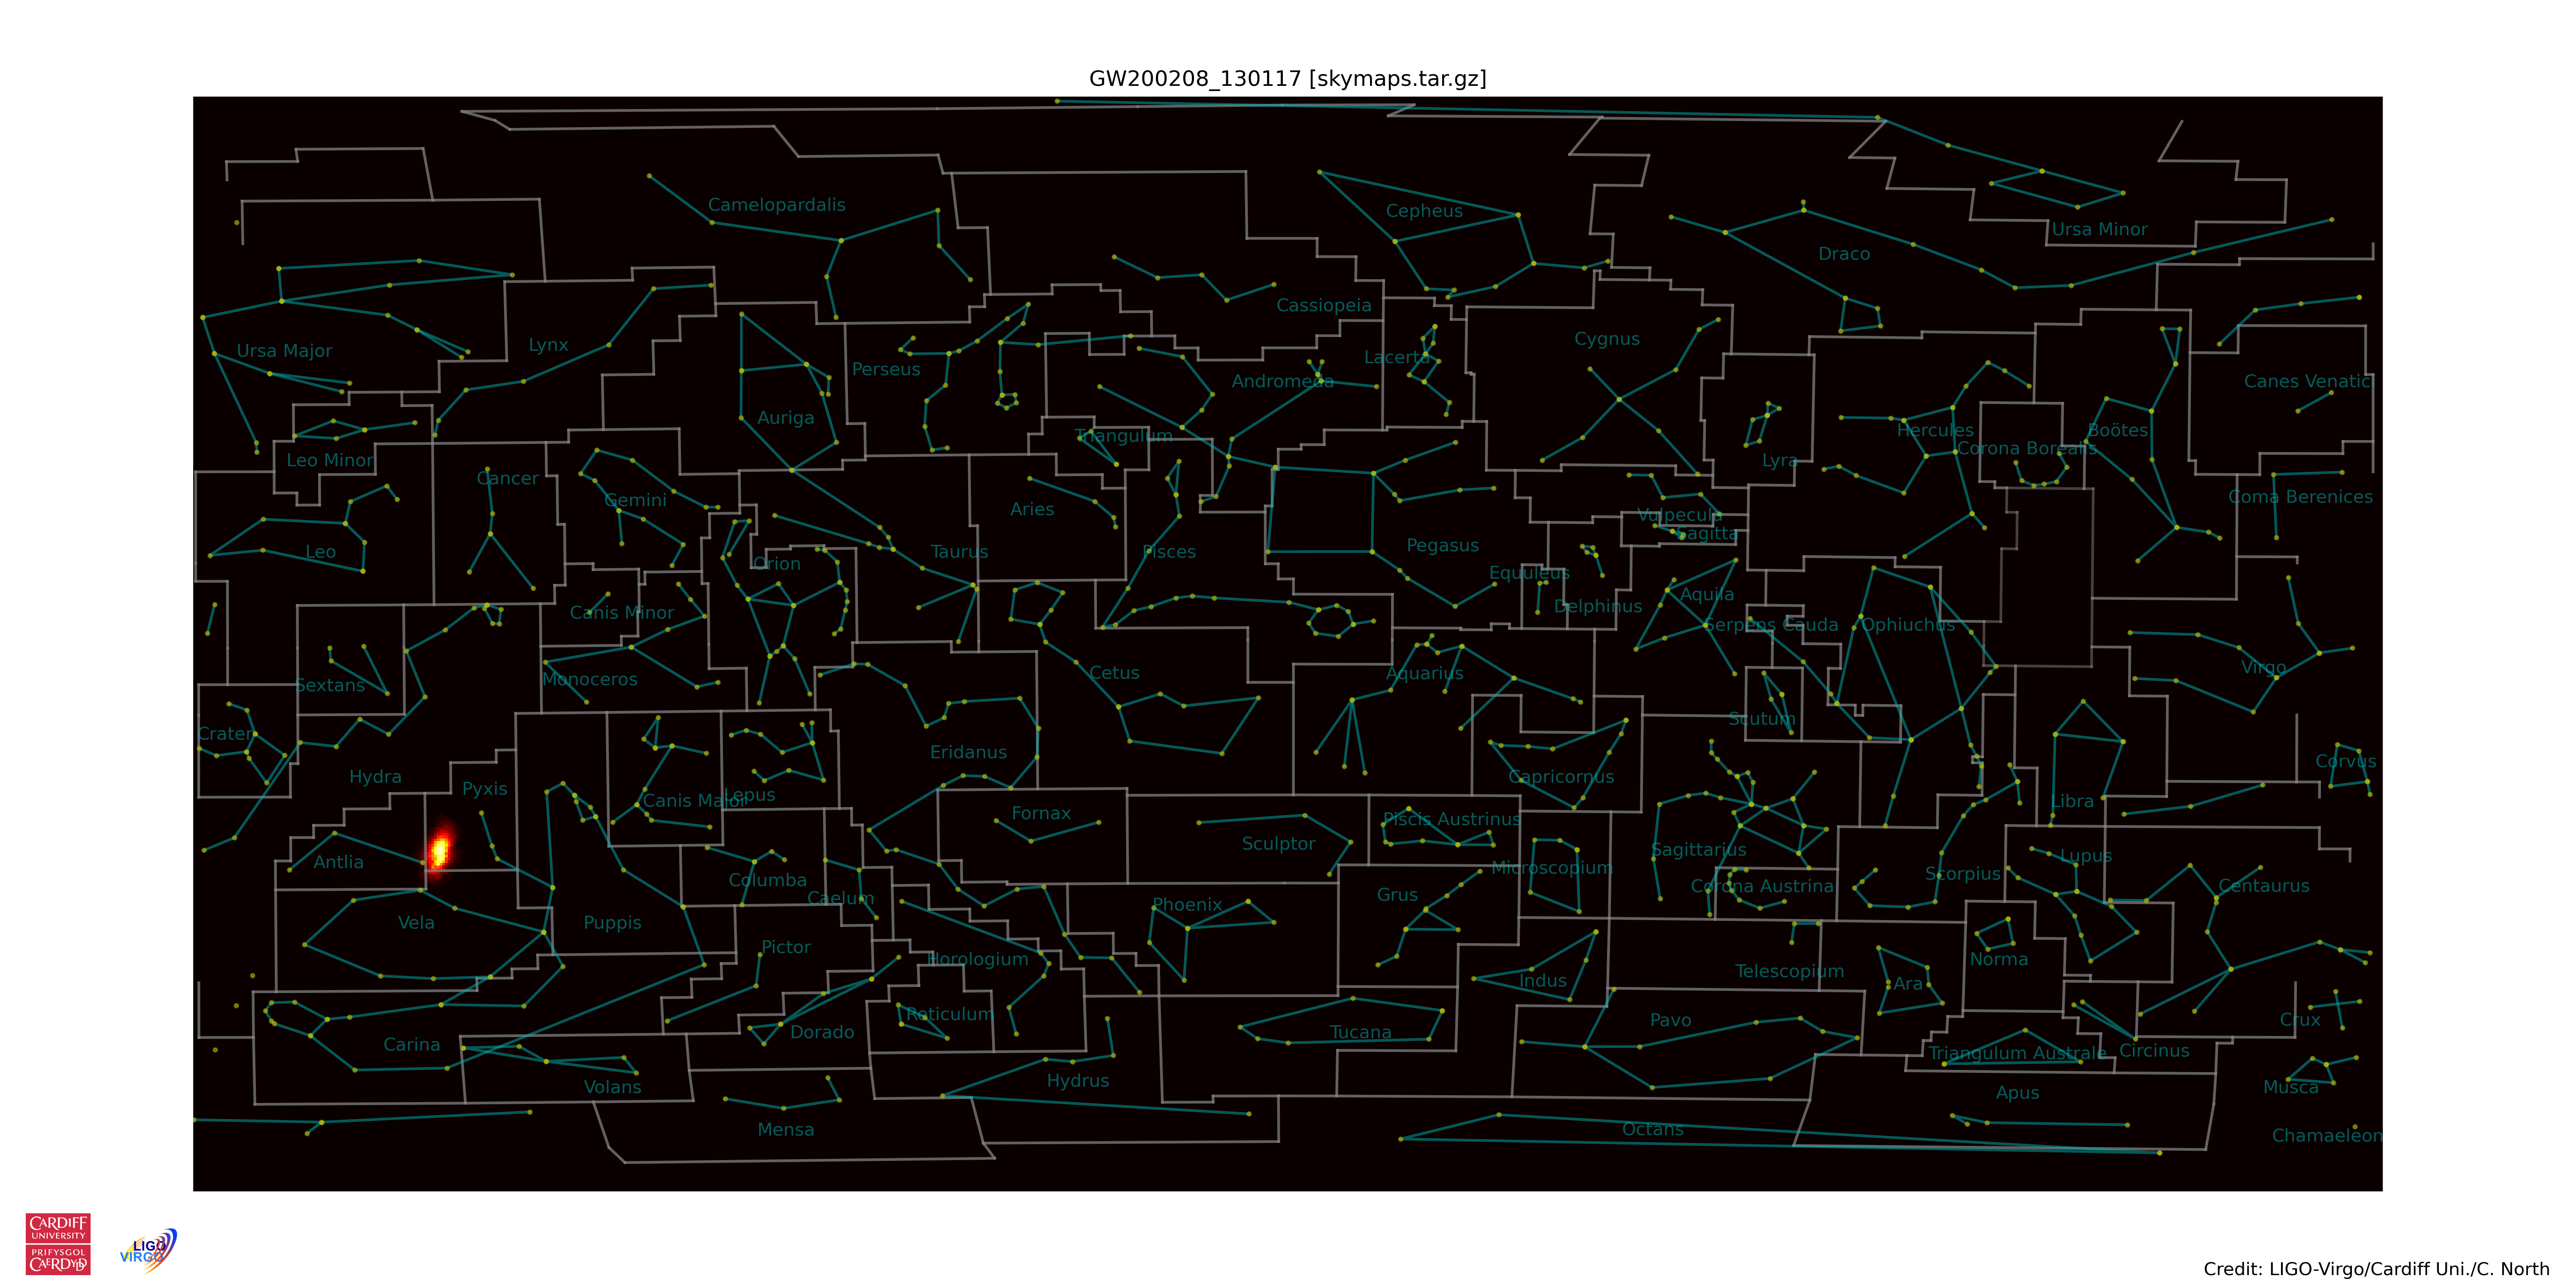 GW200208_130117 [skymaps.tar.gz]
Camelopardalis
Cepheus
Ursa Minor
Draco
Cassiopeia
Cygnus
Ursa Major
Lynx
Lacerta
Perseus
Andromeda
Canes Venatici
Auriga
Triangulum
Hercules
Boötes
Corona Borealis
Leo Minor
Lyra
Cancer
Gemini
Coma Berenices
Aries
Vulpecula
Sagitta
Leo
Taurus
Pisces
Pegasus
Orion
Equuleus
Aquila
Delphinus
Canis Minor
Serpens Cauda
Ophiuchus
Virgo
Cetus
Aquarius
Monoceros
Sextans
Scutum
Crater
Eridanus
Corvus
Hydra
Capricornus
Pyxis
Lepus
Canis Major
Libra
Fornax
Piscis Austrinus
Sculptor
Sagittarius
Lupus
Antlia
Microscopium
Scorpius
Columba
Corona Austrina
Centaurus
Grus
Caelum
Phoenix
Vela
Puppis
Pictor
Horologium
Norma
Telescopium
Indus
Ara
Reticulum
Pavo
Crux
Dorado
Tucana
Carina
Circinus
Triangulum Australe
Hydrus
Volans
Musca
Apus
Mensa
Octans
Chamaeleon
CARDIFF
UNIVERSITY
PRIFYSGOL
CAERDYDD
LIGO
VIRGO
Credit: LIGO-Virgo/Cardiff Uni./C. North